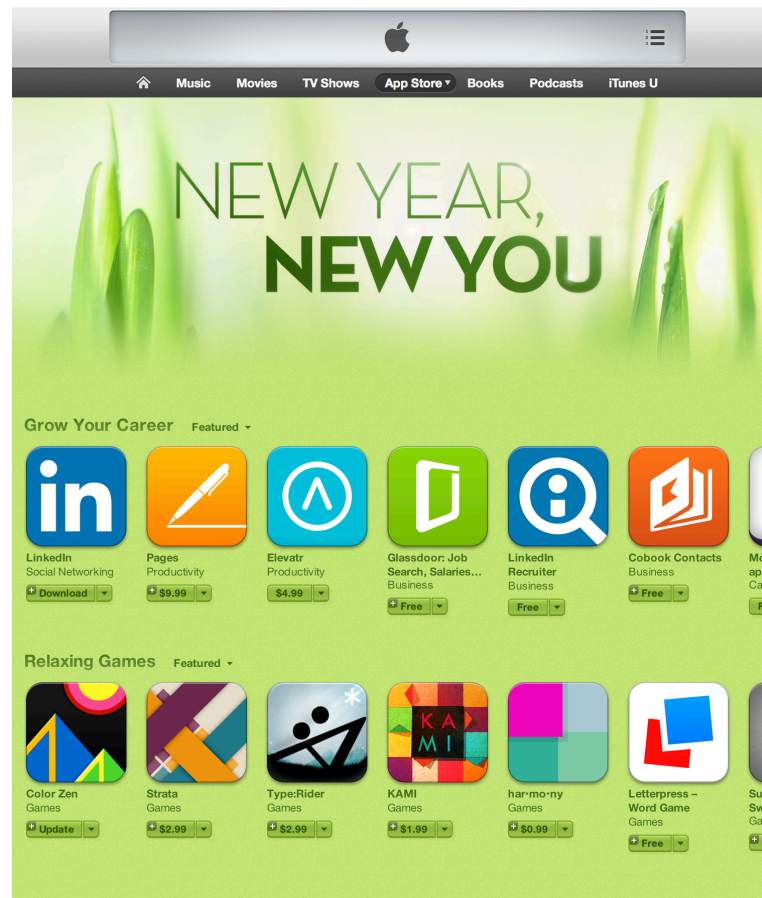 Music Movies TV Shows App Store Books Podcasts iTunes U
NEW YEAR,
NEW YOU
Grow Your Career Featured
in
LinkedIn Pages Elevatr Glassdoor: Job LinkedIn Cobook Contacts
Social Networking Productivity Productivity Search, Salaries... Recruiter Business
Business Business
Download $9.99 $4.99 Free Free Free
Relaxing Games Featured
KA
MI
Color Zen Strata Type:Rider KAMI har·mo·ny Letterpress –
Games Games Games Games Games Word Game
Games
Update $2.99 $2.99 $1.99 $0.99 Free